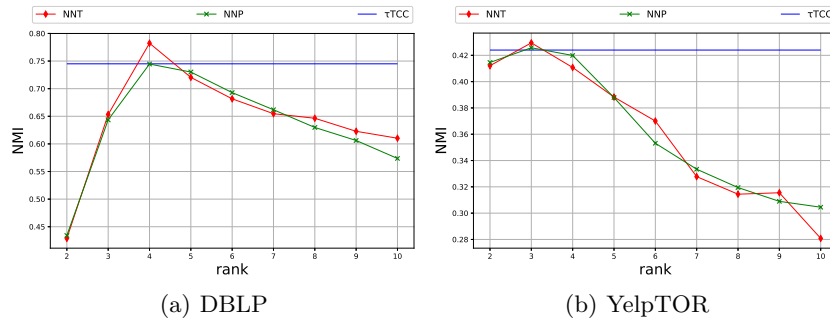 NNT NNP τTCC
NMI
0.80
0.75
0.70
0.65
0.60
0.55
0.50
0.45
2 3 4 5 6 7 8 9 10
rank
(a) DBLP
NNT NNP τTCC
NMI
0.42
0.40
0.38
0.36
0.34
0.32
0.30
0.28
2 3 4 5 6 7 8 9 10
rank
(b) YelpTOR